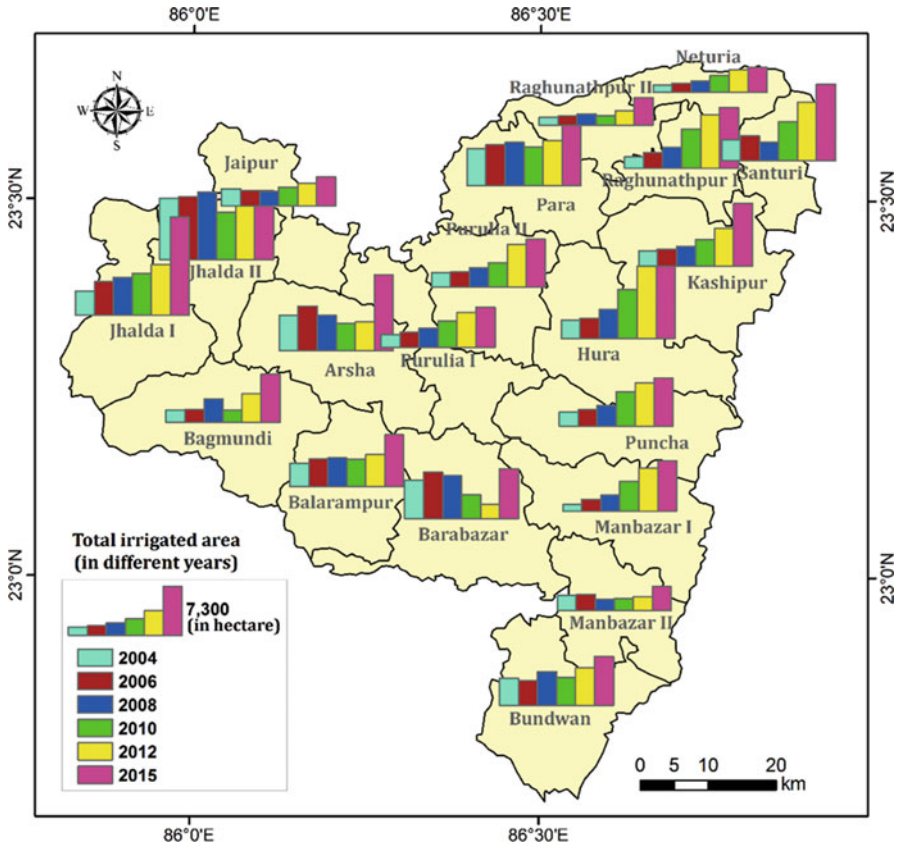 86°0'E
86°30'E
N
W
E
S
23°30'N
23°30'N
Neturia
Raghunathpur II
Jaipur
Raghunathpur I
Santuri
Para
Purulia II
Jhalda II
Kashipur
Jhalda I
Arsha
Purulia I
Hura
Bagmundi
Puncha
Balarampur
Barabazar
Manbazar I
Total irrigated area
(in different years)
23°0'N
23°0'N
7,300
(in hectare)
Manbazar II
2004
2006
2008
2010
2012
2015
Bundwan
0 5 10 20
km
86°0'E
86°30'E